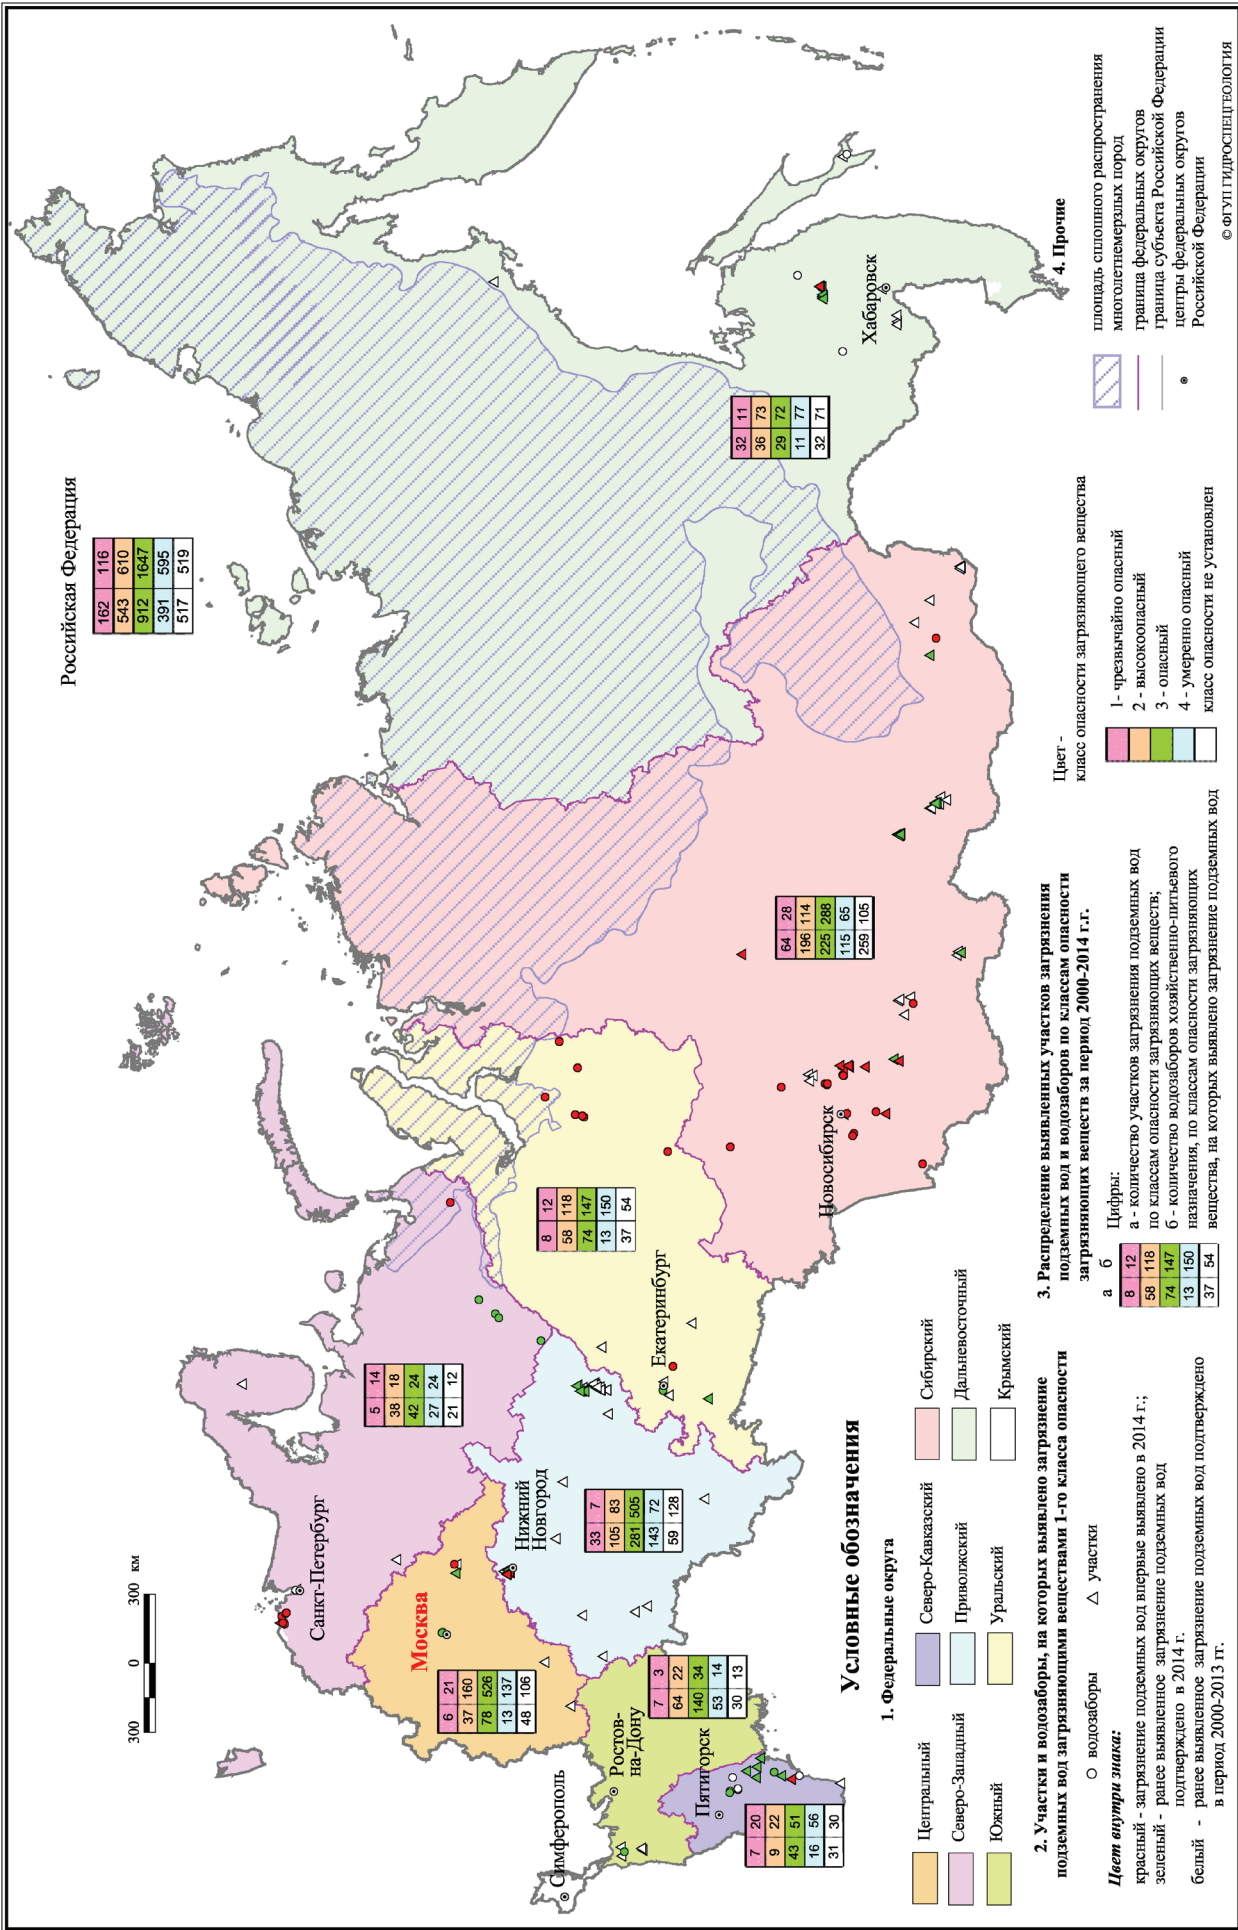 Российская Федерация
162 116
543 610
912 1647
391 595
517 519
300 0 300 км
Санкт-Петербург
Москва
Нижний
Новгород
Симферополь
Ростов-
на-Дону
Пятигорск
Екатеринбург
Новосибирск
Хабаровск
5 14
38 18
42 24
27 24
21 12
6 21
37 160
78 526
13 137
48 106
33 7
105 83
281 505
143 72
59 128
7 3
64 22
140 34
53 14
30 13
7 20
9 22
43 51
16 56
31 30
8 12
58 118
74 147
13 150
37 54
64 28
196 114
225 288
115 65
259 105
32 11
36 73
29 72
11 77
32 71
Условные обозначения
1. Федеральные округа
Центральный
Северо-Западный
Южный
Северо-Кавказский
Приволжский
Уральский
Сибирский
Дальневосточный
Крымский
2. Участки и водозаборы, на которых выявлено загрязнение
подземных вод загрязняющими веществами 1-го класса опасности
водозаборы
участки
Цвет внутри знака:
красный - загрязнение подземных вод впервые выявлено в 2014 г.;
зеленый - ранее выявленное загрязнение подземных вод
подтверждено в 2014 г.
белый - ранее выявленное загрязнение подземных вод подтверждено
в период 2000-2013 гг.
3. Распределение выявленных участков загрязнения
подземных вод и водозаборов по классам опасности
загрязняющих веществ за период 2000-2014 г.г.
а б
8 12
58 118
74 147
13 150
37 54
Цифры:
а - количество участков загрязнения подземных вод
по классам опасности загрязняющих веществ;
б - количество водозаборов хозяйственно-питьевого
назначения, по классам опасности загрязняющих
вещества, на которых выявлено загрязнение подземных вод
Цвет -
класс опасности загрязняющего вещества
1- чрезвычайно опасный
2 - высокоопасный
3 - опасный
4 - умеренно опасный
класс опасности не установлен
4. Прочие
площадь сплошного распространения
многолетнемерзлых пород
граница федеральных округов
граница субъекта Российской Федерации
центры федеральных округов
Российской Федерации
© ФГУП ГИДРОСПЕЦГЕОЛОГИЯ